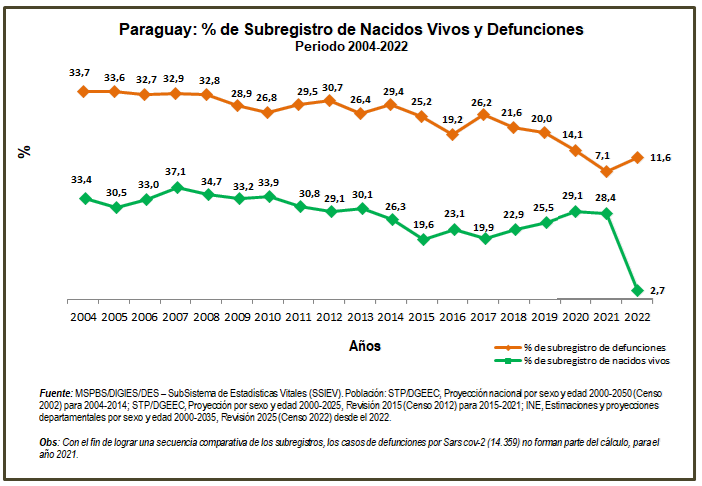 Paraguay: % de Subregistro de Nacidos Vivos y Defunciones
Periodo 2004-2022
33,7 33,6 32,7 32,9 32,8 28,9 26,8 29,5 30,7 26,4 29,4 25,2 19,2 26,2 21,6 20,0 14,1 7,1 11,6
%
33,4 30,5 33,0 37,1 34,7 33,2 33,9 30,8 29,1 30,1 26,3 19,6 23,1 19,9 22,9 25,5 29,1 28,4 2,7
2004 2005 2006 2007 2008 2009 2010 2011 2012 2013 2014 2015 2016 2017 2018 2019 2020 2021 2022
Años
% de subregistro de defunciones
% de subregistro de nacidos vivos
Fuente: MSPBS/DIGIES/DES – SubSistema de Estadísticas Vitales (SSIEV). Población: STP/DGEEC, Proyección nacional por sexo y edad 2000-2050 (Censo
2002) para 2004-2014; STP/DGEEC, Proyección por sexo y edad 2000-2025, Revisión 2015 (Censo 2012) para 2015-2021; INE, Estimaciones y proyecciones
departamentales por sexo y edad 2000-2035, Revisión 2025 (Censo 2022) desde el 2022.
Obs: Con el fin de lograr una secuencia comparativa de los subregistros, los casos de defunciones por Sars cov-2 (14.359) no forman parte del cálculo, para el
año 2021.